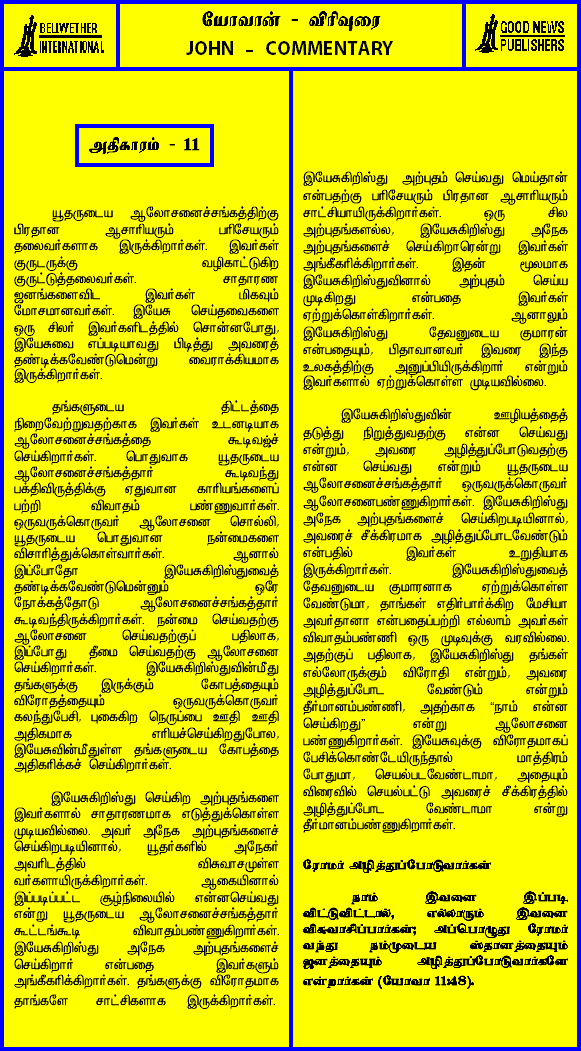 BELWETHER
INTERNATIONAL
யோவான் - விரிவுரை
JOHN - COMMENTARY
GOOD NEWS
PUBLISHERS
அதிகாரம் - 11
யூதருடைய ஆலோசனைச்சங்கத்திற்கு
பிரதான ஆசாரியரும் பரிசேயரும்
தலைவர்களாக இருக்கிறார்கள். இவர்கள்
குருடருக்கு வழிகாட்டுகிற
குருட்டுத்தலைவர்கள். சாதாரண
ஜனங்களைவிட இவர்கள் மிகவும்
மோசமானவர்கள். இயேசு செய்தவைகளை
ஒரு சிலர் இவர்களிடத்தில் சொன்னபோது,
இயேசுவை எப்படியாவது பிடித்து அவரைத்
தண்டிக்கவேண்டுமென்று வைராக்கியமாக
இருக்கிறார்கள்.
தங்களுடைய திட்டத்தை
நிறைவேற்றுவதற்காக இவர்கள் உடனடியாக
ஆலோசனைச்சங்கத்தை கூடிவஜ்ச்
செய்கிறார்கள். பொதுவாக யூதருடைய
ஆலோசனைச்சங்கத்தார் கூடிவந்து
பக்திவிருத்திக்கு ஏதுவான காரியங்களைப்
பற்றி விவாதம் பண்ணுவார்கள்.
ஒருவருக்கொருவர் ஆலோசனை சொல்லி,
யூதருடைய பொதுவான நன்மைகளை
விசாரித்துக்கொள்வார்கள். ஆனால்
இப்போதோ இயேசுகிறிஸ்துவைத்
தண்டிக்கவேண்டுமென்னும் ஒரே
நோக்கத்தோடு ஆலோசனைச்சங்கத்தார்
கூடிவந்திருக்கிறார்கள். நன்மை செய்வதற்கு
ஆலோசனை செய்வதற்குப் பதிலாக,
இப்போது தீமை செய்வதற்கு ஆலோசனை
செய்கிறார்கள். இயேசுகிறிஸ்துவின்மீது
தங்களுக்கு இருக்கும் கோபத்தையும்
விரோதத்தையும் ஒருவருக்கொருவர்
கலந்துபேசி, புகைகிற நெருப்பை ஊதி ஊதி
அதிகமாக எரியச்செய்கிறதுபோல,
இயேசுவின்மீதுள்ள தங்களுடைய கோபத்தை
அதிகரிக்கச் செய்கிறார்கள்.
இயேசுகிறிஸ்து செய்கிற அற்புதங்களை
இவர்களால் சாதாரணமாக எடுத்துக்கொள்ள
முடியவில்லை. அவர் அநேக அற்புதங்களைச்
செய்கிறபடியினால், யூதர்களில் அநேகர்
அவரிடத்தில் விசுவாசமுள்ள
வர்களாயிருக்கிறார்கள். ஆகையினால்
இப்படிப்பட்ட சூழ்நிலையில் என்னசெய்வது
என்று யூதருடைய ஆலோசனைச்சங்கத்தார்
கூட்டங்கூடி விவாதம்பண்ணுகிறார்கள்.
இயேசுகிறிஸ்து அநேக அற்புதங்களைச்
செய்கிறார் என்பதை இவர்களும்
அங்கீகரிக்கிறார்கள். தங்களுக்கு விரோதமாக
தாங்களே சாட்சிகளாக இருக்கிறார்கள்.
இயேசுகிறிஸ்து அற்புதம் செய்வது மெய்தான்
என்பதற்கு பரிசேயரும் பிரதான ஆசாரியரும்
சாட்சியாயிருக்கிறார்கள். ஒரு சில
அற்புதங்களல்ல, இயேசுகிறிஸ்து அநேக
அற்புதங்களைச் செய்கிறாரென்று இவர்கள்
அங்கீகரிக்கிறார்கள். இதன் மூலமாக
இயேசுகிறிஸ்துவினால் அற்புதம் செய்ய
முடிகிறது என்பதை இவர்கள்
ஏற்றுக்கொள்கிறார்கள். ஆனாலும்
இயேசுகிறிஸ்து தேவனுடைய குமாரன்
என்பதையும், பிதாவானவர் இவரை இந்த
உலகத்திற்கு அனுப்பியிருக்கிறார் என்றும்
இவர்களால் ஏற்றுக்கொள்ள முடியவில்லை.
இயேசுகிறிஸ்துவின் ஊழியத்தைத்
தடுத்து நிறுத்துவதற்கு என்ன செய்வது
என்றும், அவரை அழித்துப்போடுவதற்கு
என்ன செய்வது என்றும் யூதருடைய
ஆலோசனைச்சங்கத்தார் ஒருவருக்கொருவர்
ஆலோசனைபண்ணுகிறார்கள். இயேசுகிறிஸ்து
அநேக அற்புதங்களைச் செய்கிறபடியினால்,
அவரைச் சீக்கிரமாக அழித்துப்போடவேண்டும்
என்பதில் இவர்கள் உறுதியாக
இருக்கிறார்கள். இயேசுகிறிஸ்துவைத்
தேவனுடைய குமாரனாக ஏற்றுக்கொள்ள
வேண்டுமா, தாங்கள் எதிர்பார்க்கிற மேசியா
அவர்தானா என்பதைப்பற்றி எல்லாம் அவர்கள்
விவாதம்பண்ணி ஒரு முடிவுக்கு வரவில்லை.
அதற்குப் பதிலாக, இயேசுகிறிஸ்து தங்கள்
எல்லோருக்கும் விரோதி என்றும், அவரை
அழித்துப்போட வேண்டும் என்றும்
தீர்மானம்பண்ணி, அதற்காக "நாம் என்ன
செய்கிறது" என்று ஆலோசனை
பண்ணுகிறார்கள். இயேசுவுக்கு விரோதமாகப்
பேசிக்கொண்டேயிருந்தால் மாத்திரம்
போதுமா, செயல்படவேண்டாமா, அதையும்
விரைவில் செயல்பட்டு அவரைச் சீக்கிரத்தில்
அழித்துப்போட வேண்டாமா என்று
தீர்மானம்பண்ணுகிறார்கள்.
ரோமர் அழித்துப்போடுவார்கள்
நாம் இவனை இப்படி
விட்டுவிட்டால், எல்லாரும் இவனை
விசுவாசிப்பார்கள்; அப்பொழுது ரோமர்
வந்து நம்முடைய ஸ்தானத்தையும்
ஜனத்தையும் அழித்துப்போடுவார்களே
என்றார்கள் (யோவா 11:48).